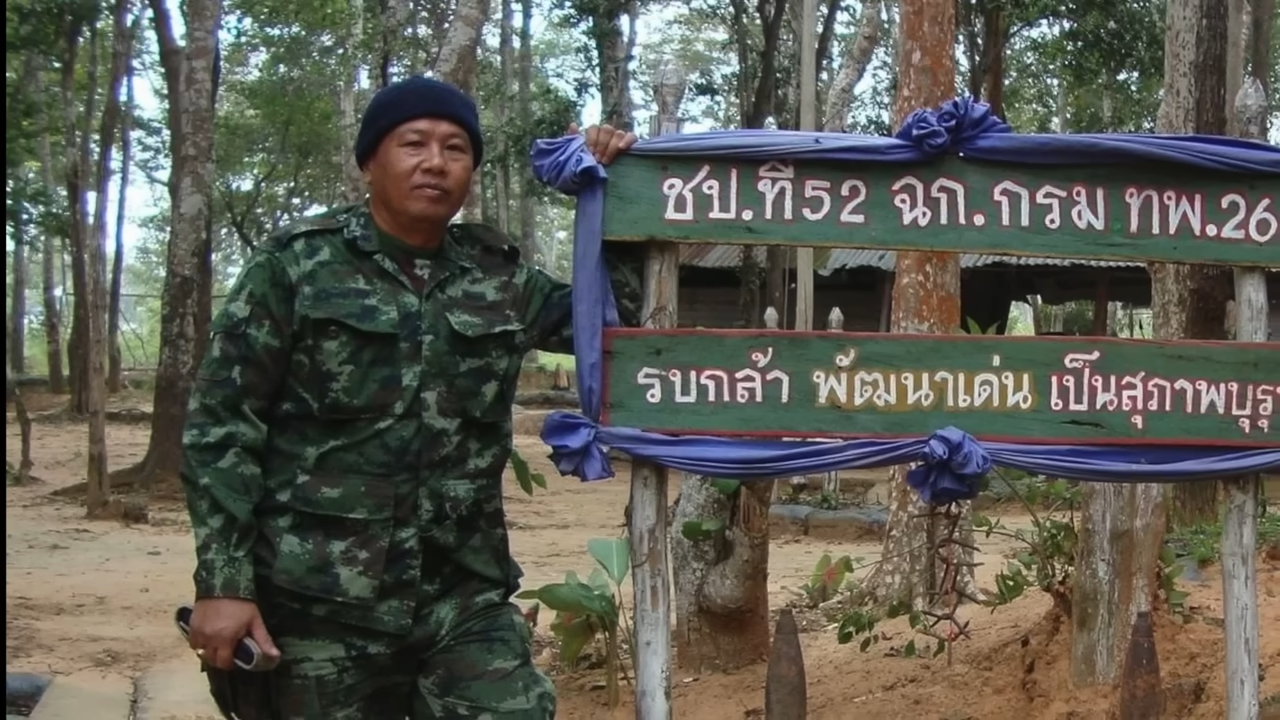 ชป.ที่52 ฉก.กรม ทพ.26
รบกล้า พัฒนาเด่น เป็นสุภาพบุรุ